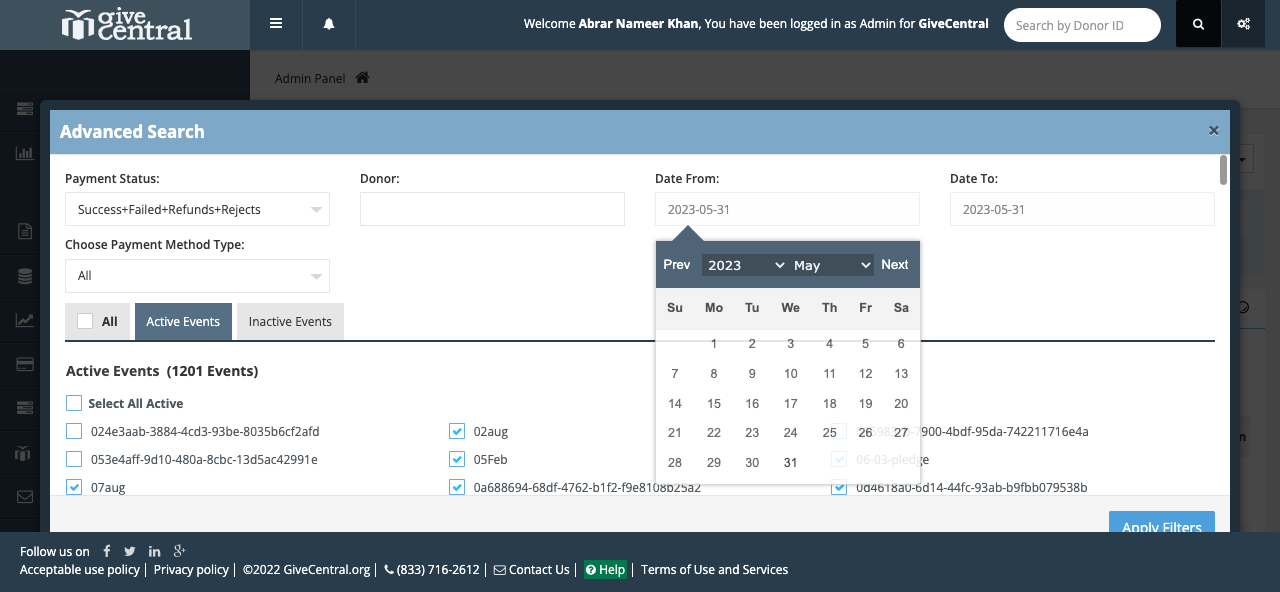 give central
Welcome Abrar Nameer Khan, You have been logged in as Admin for GiveCentral
Search by Donor ID
Admin Panel
Advanced Search
×
Payment Status:
Donor:
Date From:
Date To:
Success+Failed+Refunds+Rejects
2023-05-31
2023-05-31
Choose Payment Method Type:
All
Prev 2023 May Next
Su Mo Tu We Th Fr Sa
1 2 3 4 5 6
7 8 9 10 11 12 13
14 15 16 17 18 19 20
21 22 23 24 25 26 27
28 29 30 31
All
Active Events
Inactive Events
Active Events (1201 Events)
Select All Active
024e3aab-3884-4cd3-93be-8035b6cf2afd
02aug
-7900-4bdf-95da-742211716e4a
053e4aff-9d10-480a-8cbc-13d5ac42991e
05Feb
06-03-pledge
07aug
0a688694-68df-4762-b1f2-f9e8108b25a2
0d4618a0-6d14-44fc-93ab-b9fbb079538b
Apply Filters
Follow us on
Acceptable use policy | Privacy policy | ©2022 GiveCentral.org | (833) 716-2612 | Contact Us | Help | Terms of Use and Services